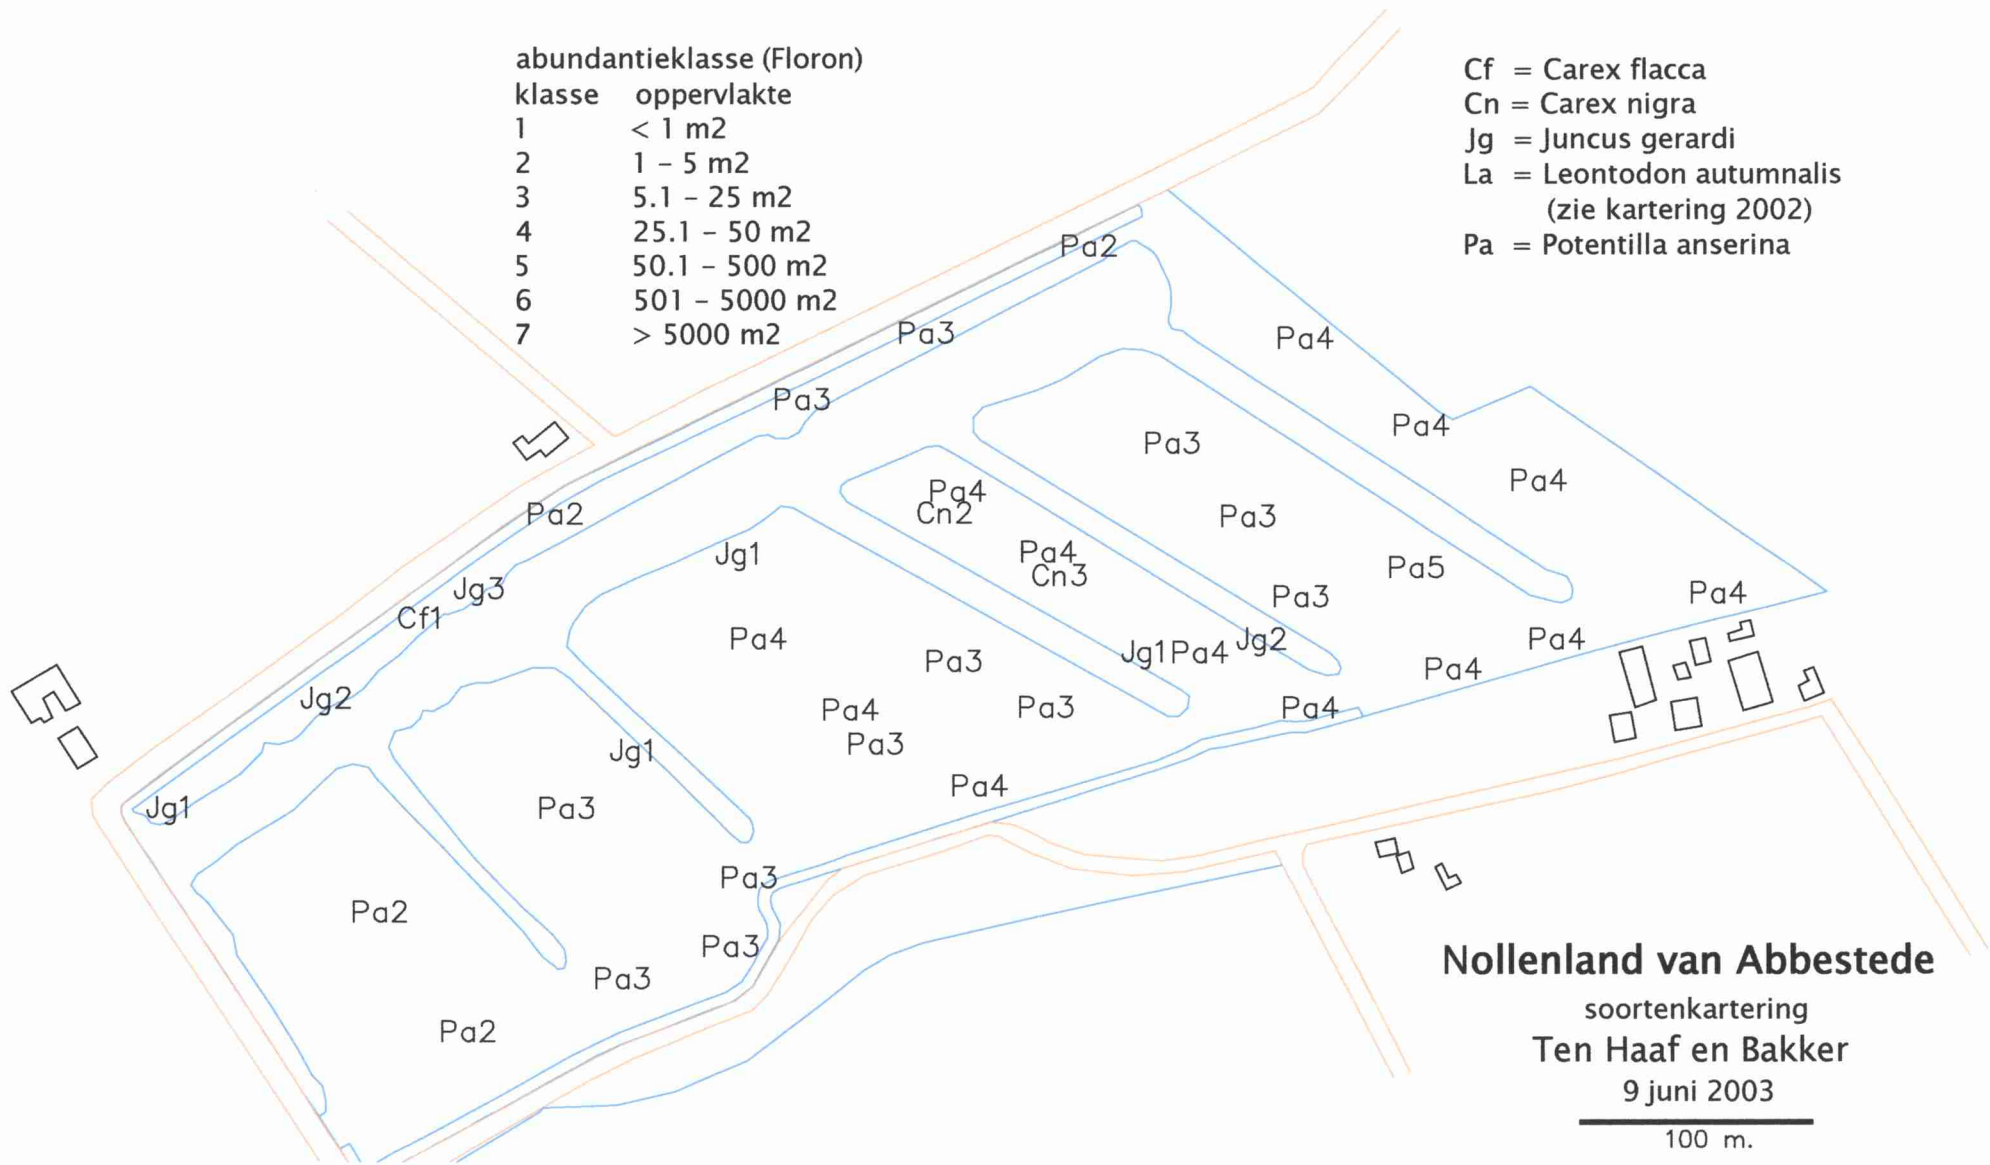 abundantieklasse (Floron)
klasse oppervlakte
1 < 1 m2
2 1 – 5 m2
3 5.1 – 25 m2
4 25.1 – 50 m2
5 50.1 – 500 m2
6 501 – 5000 m2
7 > 5000 m2
Cf = Carex flacca
Cn = Carex nigra
Jg = Juncus gerardi
La = Leontodon autumnalis
(zie kartering 2002)
Pa = Potentilla anserina
Pa2
Pa3
Pa4
Pa3
Pa4
Pa3
Pa4
Pa4
Cn2
Pa2
Pa3
Jg1
Pa4
Cn3
Pa5
Jg3
Pa3
Pa4
Cf1
Pa4
Jg1 Pa4 Jg2
Pa4
Pa3
Pa4
Jg2
Pa4
Pa3
Pa4
Pa3
Jg1
Pa4
Jg1
Pa3
Pa3
Pa2
Pa3
Pa3
Pa2
Nollenland van Abbestede
soortenkartering
Ten Haaf en Bakker
9 juni 2003
100 m.